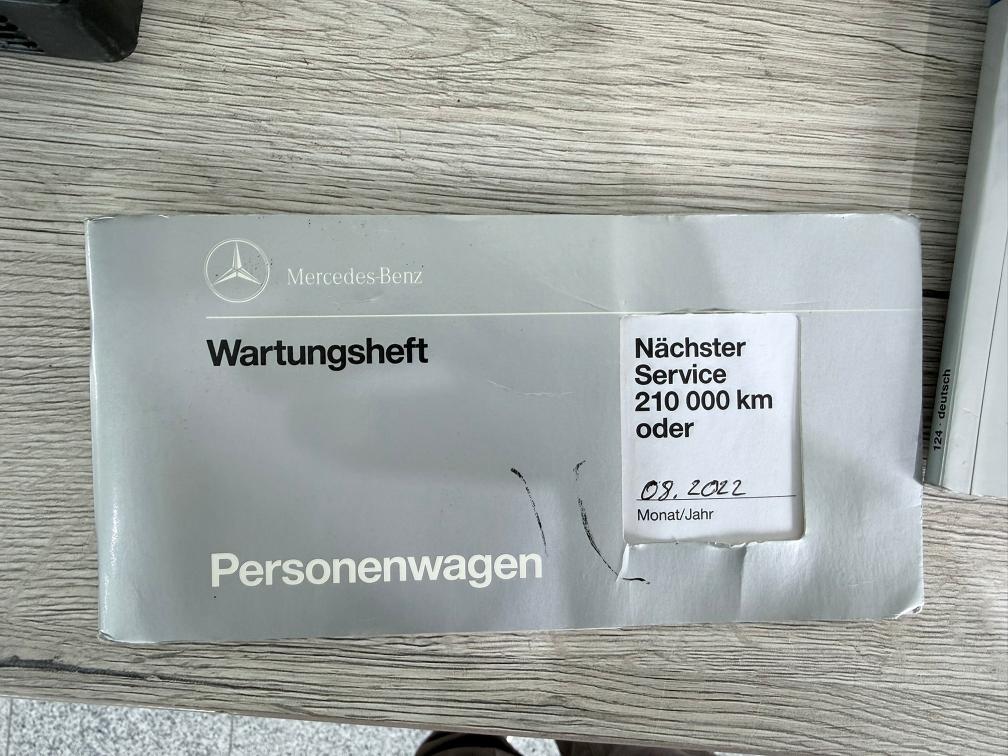 Mercedes-Benz
Wartungsheft
Nächster
Service
210 000 km
oder
08.2022
Monat/Jahr
Personenwagen
124 · deutsch